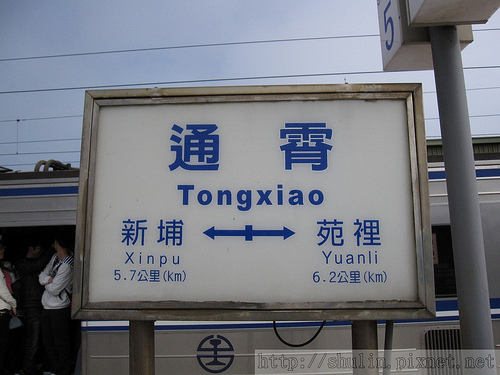 5
通霄
Tongxiao
新埔 苑裡
Xinpu Yuanli
5.7公里(km) 6.2公里(km)
http://shulin.pixnet.net